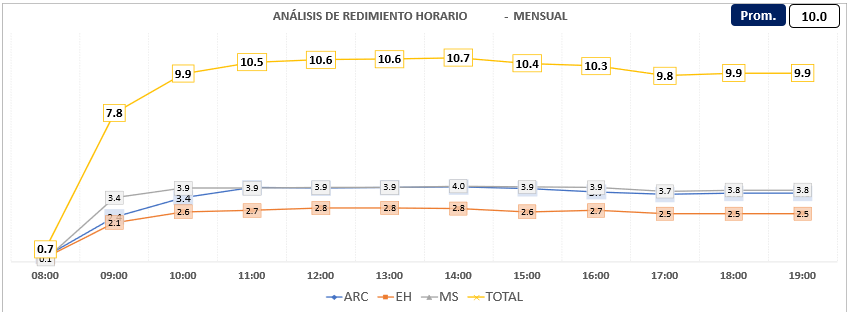 ANÁLISIS DE REDIMIENTO HORARIO - MENSUAL
Prom. 10.0
10.5 10.6 10.6 10.7 10.4 10.3
9.9 9.8 9.9 9.9
7.8
3.4 3.9 3.9 3.9 3.9 4.0 3.9 3.9 3.7 3.8 3.8
3.4
2.1 2.6 2.7 2.8 2.8 2.8 2.6 2.7 2.5 2.5 2.5
0.7
0.1
08:00 09:00 10:00 11:00 12:00 13:00 14:00 15:00 16:00 17:00 18:00 19:00
ARC EH MS TOTAL